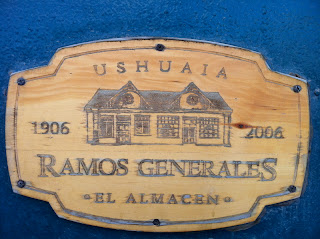 USHUAIA
1906 2006
RAMOS GENERALES
EL ALMACEN